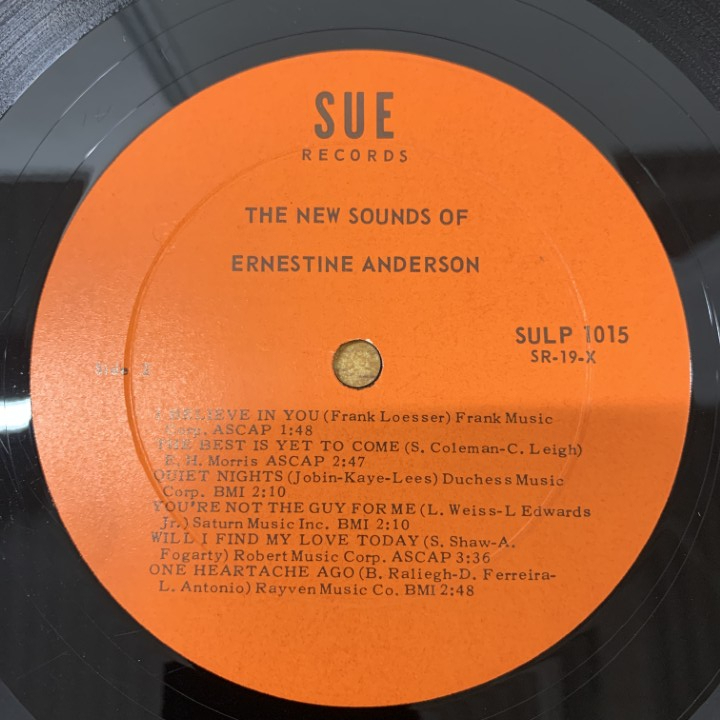 SUE
RECORDS
THE NEW SOUNDS OF
ERNESTINE ANDERSON
SULP 1015
SR-19-X
Side
I BELIEVE IN YOU (Frank Loesser) Frank Music
Corp. ASCAP 1:48
THE BEST IS YET TO COME (S. Coleman-C. Leigh)
E. H. Morris ASCAP 2:47
QUIET NIGHTS (Jobin-Kaye-Lees) Duchess Music
Corp. BMI 2:10
YOU'RE NOT THE GUY FOR ME (L. Weiss-L Edwards
Jr.) Saturn Music Inc. BMI 2:10
WILL I FIND MY LOVE TODAY (S. Shaw-A.
Fogarty) Robert Music Corp. ASCAP 3:36
ONE HEARTACHE AGO (B. Raliegh-D. Ferreira-
L. Antonio) Rayven Music Co. BMI 2:48